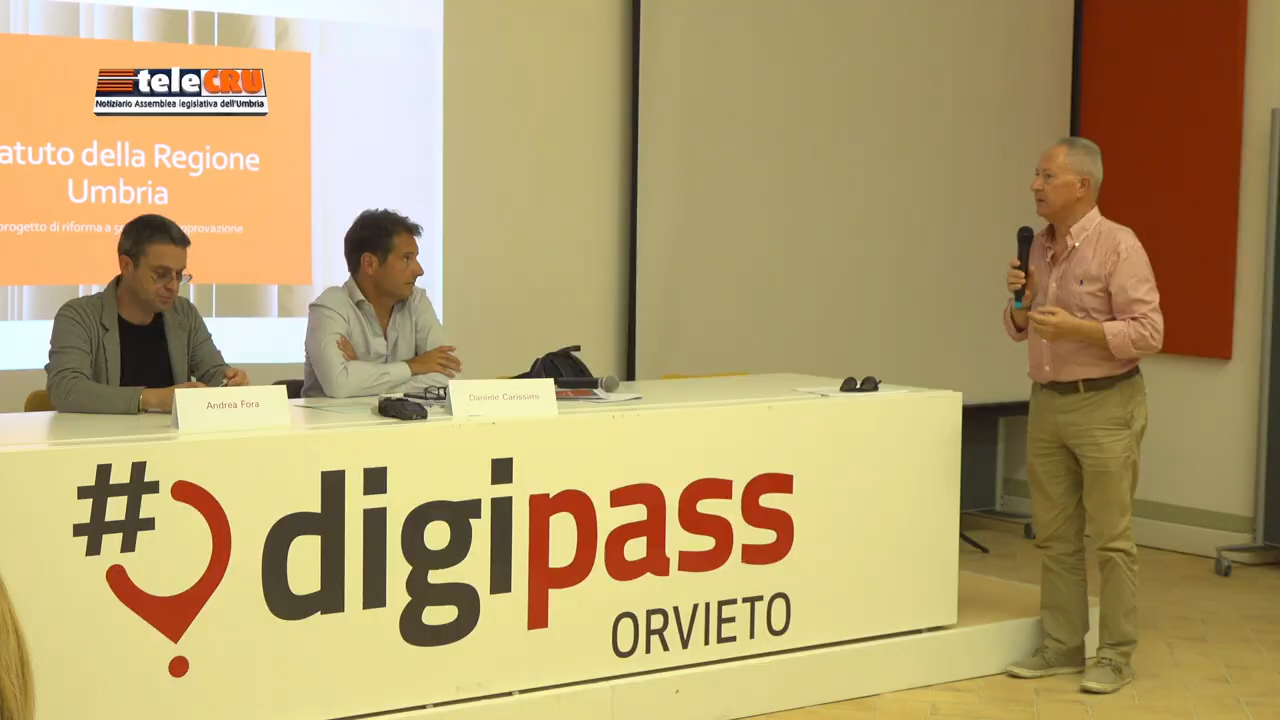 teleCRU
Notiziario Assemblea legislativa dell'Umbria
atuto della Regione
Umbria
progetto di riforma a
provazione
Andrea Fora
Daniele Carissimi
#digipass
ORVIETO